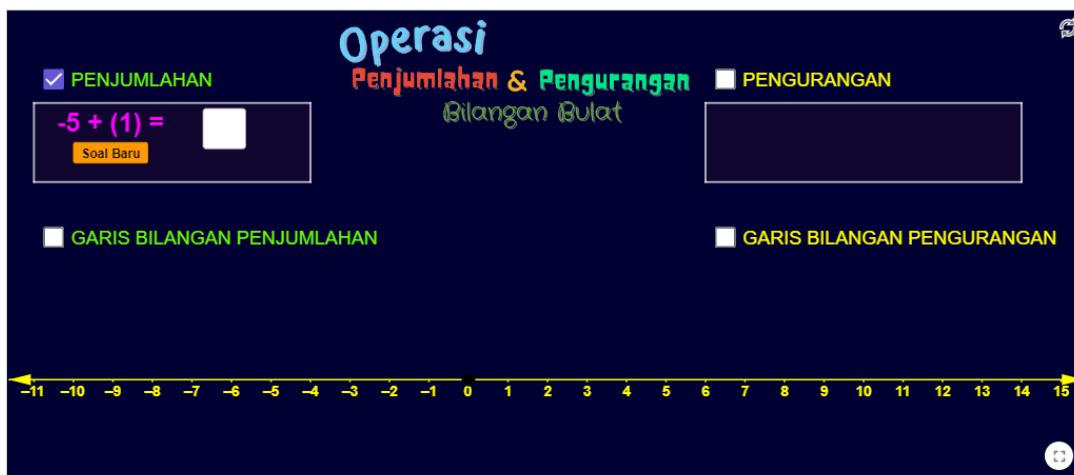 Operasi
Penjumlahan & Pengurangan
Bilangan Bulat
PENJUMLAHAN
-5 + (1) =
Soal Baru
PENGURANGAN
GARIS BILANGAN PENJUMLAHAN
GARIS BILANGAN PENGURANGAN
–11 –10 –9 –8 –7 –6 –5 –4 –3 –2 –1 0 1 2 3 4 5 6 7 8 9 10 11 12 13 14 15